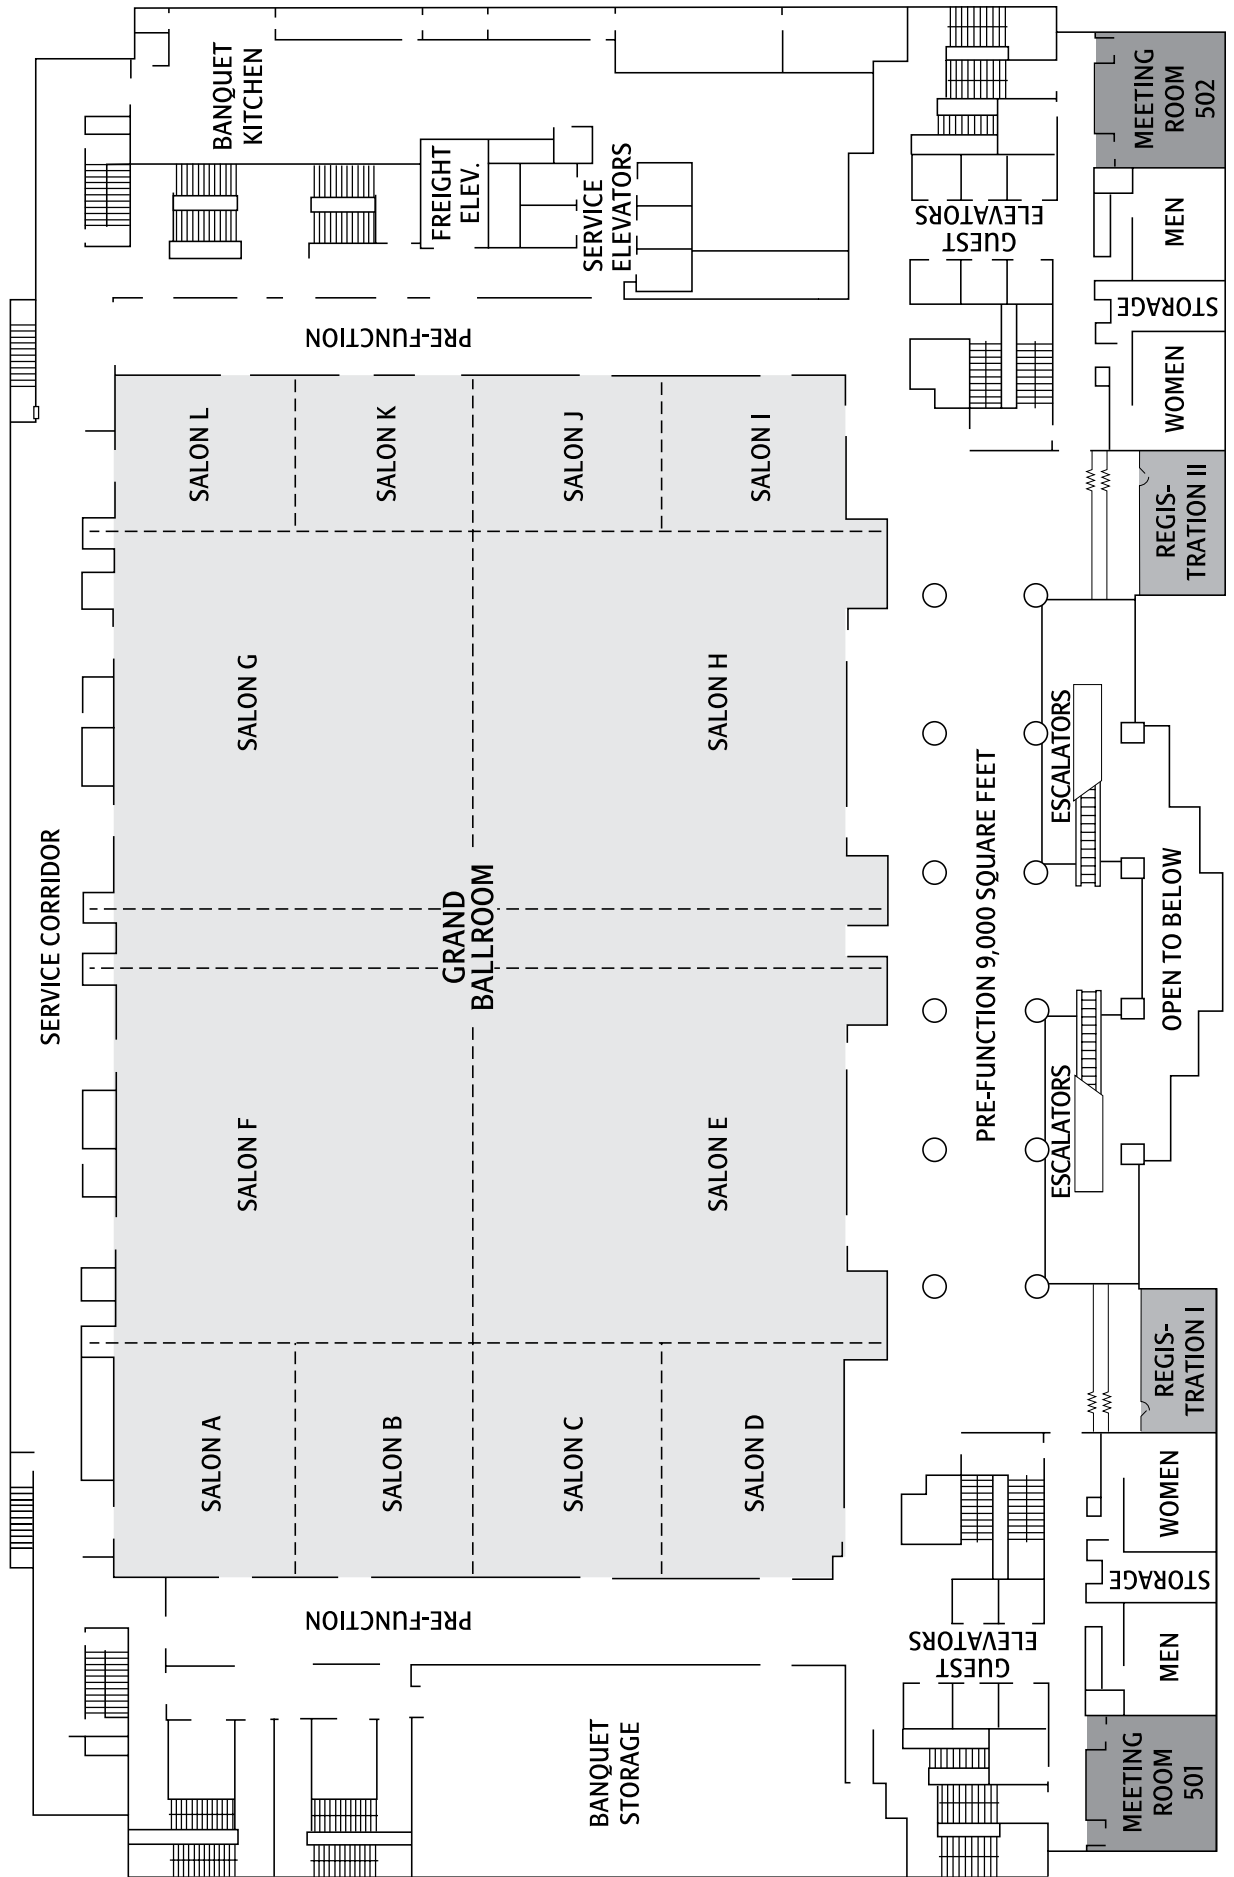 SERVICE CORRIDOR
BANQUET
KITCHEN
FREIGHT
ELEV.
SERVICE
ELEVATORS
GUEST
ELEVATORS
MEETING
ROOM
502
MEN
STORAGE
WOMEN
REGIS-
TRATION II
PRE-FUNCTION
SALON L
SALON K
SALON J
SALON I
SALON G
SALON H
GRAND
BALLROOM
SALON F
SALON E
SALON A
SALON B
SALON C
SALON D
PRE-FUNCTION 9,000 SQUARE FEET
ESCALATORS
OPEN TO BELOW
ESCALATORS
REGIS-
TRATION I
WOMEN
STORAGE
MEN
GUEST
ELEVATORS
PRE-FUNCTION
BANQUET
STORAGE
MEETING
ROOM
501